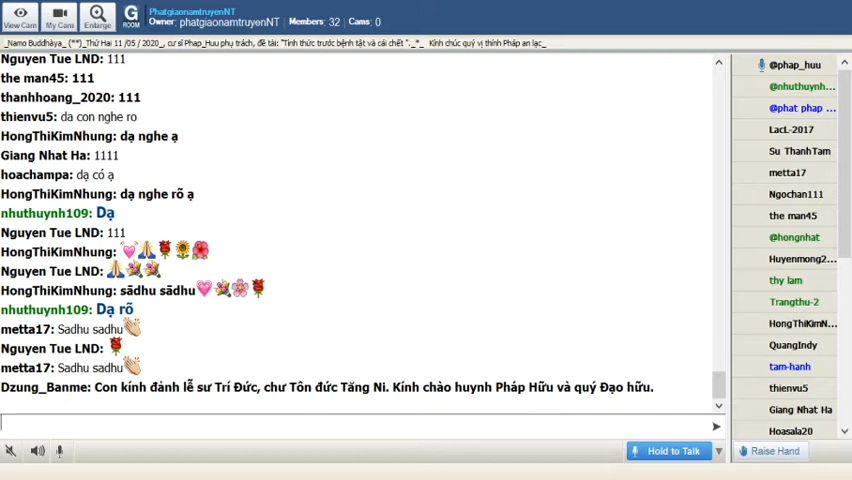 View Cam
My Cam
Enlarge
G ROOM
PhatgiaonamtruyenNT
Owner: phatgiaonamtruyenNT Members: 32 Cams: 0
_Namo Buddhàya_ (**)_Thứ Hai 11 /05 / 2020_, cư sĩ Phap_Huu phụ trách, đề tài: "Tỉnh thức trước bệnh tật và cái chết "._*_ Kính chúc quý vị thính Pháp an lạc_
Nguyen Tue LND: 111
the man45: 111
thanhhoang_2020: 111
thienvu5: da con nghe ro
HongThiKimNhung: dạ nghe ạ
Giang Nhat Ha: 1111
hoachampa: dạ có ạ
HongThiKimNhung: dạ nghe rõ ạ
nhuthuynh109: Dạ
Nguyen Tue LND: 111
HongThiKimNhung: 💓🙏🌹🌻🌺
Nguyen Tue LND: 🙏💐💐
HongThiKimNhung: sādhu sādhu💗💐🌸🌹
nhuthuynh109: Dạ rõ
metta17: Sadhu sadhu👏
Nguyen Tue LND: 🌹
metta17: Sadhu sadhu👏
Dzung_Banme: Con kính đảnh lễ sư Trí Đức, chư Tôn đức Tăng Ni. Kính chào huynh Pháp Hữu và quý Đạo hữu.
Hold to Talk
@phap_huu
@nhuthuynh...
@phat phap ...
LacL-2017
Su ThanhTam
metta17
Ngochan111
the man45
@hongnhat
Huyenmong2...
thy lam
Trangthu-2
HongThiKimN...
QuangIndy
tam-hanh
thienvu5
Giang Nhat Ha
Hoasala20
Raise Hand